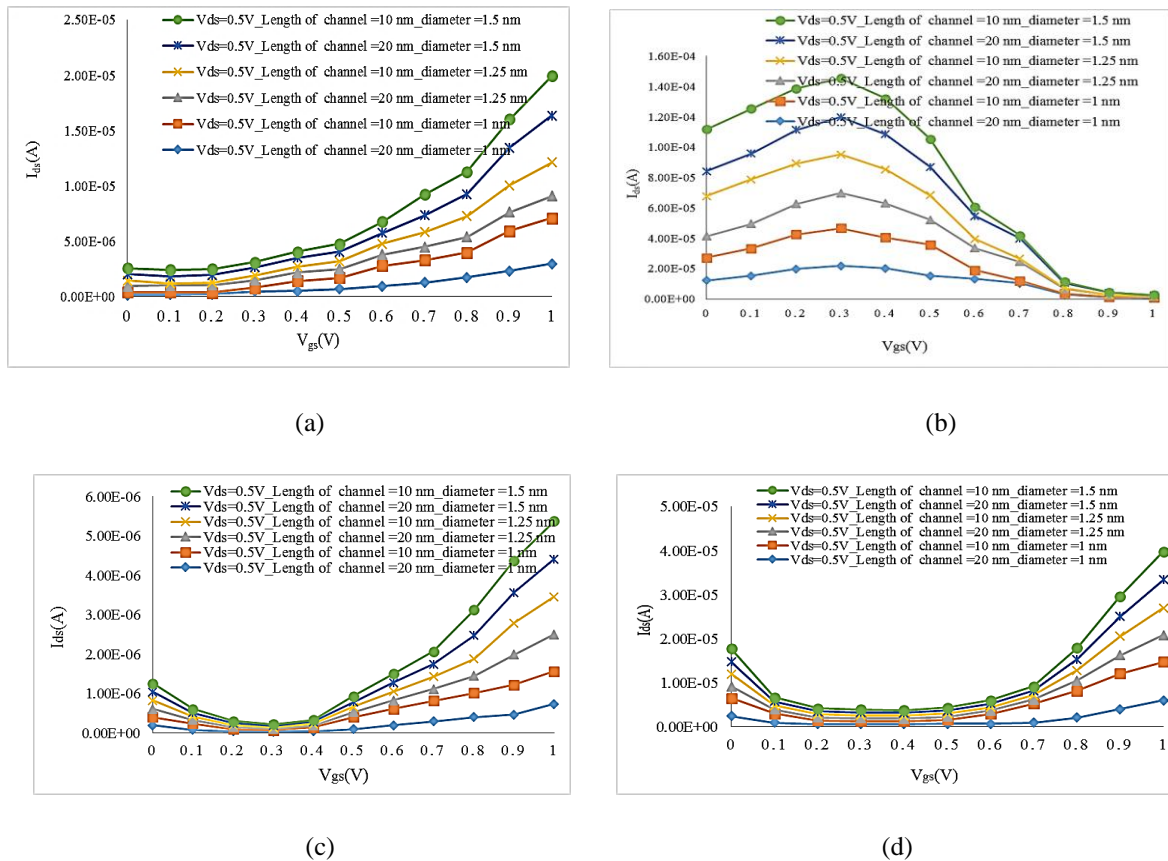 2.50E-05
2.00E-05
1.50E-05
1.00E-05
5.00E-06
0.00E+00
Ids(A)
Vds=0.5V_Length of channel =10 nm_diameter =1.5 nm
Vds=0.5V_Length of channel =20 nm_diameter =1.5 nm
Vds=0.5V_Length of channel =10 nm_diameter =1.25 nm
Vds=0.5V_Length of channel =20 nm_diameter =1.25 nm
Vds=0.5V_Length of channel =10 nm_diameter =1 nm
Vds=0.5V_Length of channel =20 nm_diameter =1 nm
0 0.1 0.2 0.3 0.4 0.5 0.6 0.7 0.8 0.9 1
Vgs(V)
(a)
1.60E-04
1.40E-04
1.20E-04
1.00E-04
8.00E-05
6.00E-05
4.00E-05
2.00E-05
0.00E+00
Ids(A)
Vds=0.5V_Length of channel =10 nm_diameter =1.5 nm
Vds=0.5V_Length of channel =20 nm_diameter =1.5 nm
Vds=0.5V_Length of channel =10 nm_diameter =1.25 nm
Vds=0.5V_Length of channel =20 nm_diameter =1.25 nm
Vds=0.5V_Length of channel =10 nm_diameter =1 nm
Vds=0.5V_Length of channel =20 nm_diameter =1 nm
0 0.1 0.2 0.3 0.4 0.5 0.6 0.7 0.8 0.9 1
Vgs(V)
(b)
6.00E-06
5.00E-06
4.00E-06
3.00E-06
2.00E-06
1.00E-06
0.00E+00
Ids(A)
Vds=0.5V_Length of channel =10 nm_diameter =1.5 nm
Vds=0.5V_Length of channel =20 nm_diameter =1.5 nm
Vds=0.5V_Length of channel =10 nm_diameter =1.25 nm
Vds=0.5V_Length of channel =20 nm_diameter =1.25 nm
Vds=0.5V_Length of channel =10 nm_diameter =1 nm
Vds=0.5V_Length of channel =20 nm_diameter =1 nm
0 0.1 0.2 0.3 0.4 0.5 0.6 0.7 0.8 0.9 1
Vgs(V)
(c)
5.00E-05
4.00E-05
3.00E-05
2.00E-05
1.00E-05
0.00E+00
Ids(A)
Vds=0.5V_Length of channel =10 nm_diameter =1.5 nm
Vds=0.5V_Length of channel =20 nm_diameter =1.5 nm
Vds=0.5V_Length of channel =10 nm_diameter =1.25 nm
Vds=0.5V_Length of channel =20 nm_diameter =1.25 nm
Vds=0.5V_Length of channel =10 nm_diameter =1 nm
Vds=0.5V_Length of channel =20 nm_diameter =1 nm
0 0.1 0.2 0.3 0.4 0.5 0.6 0.7 0.8 0.9 1
Vgs(V)
(d)